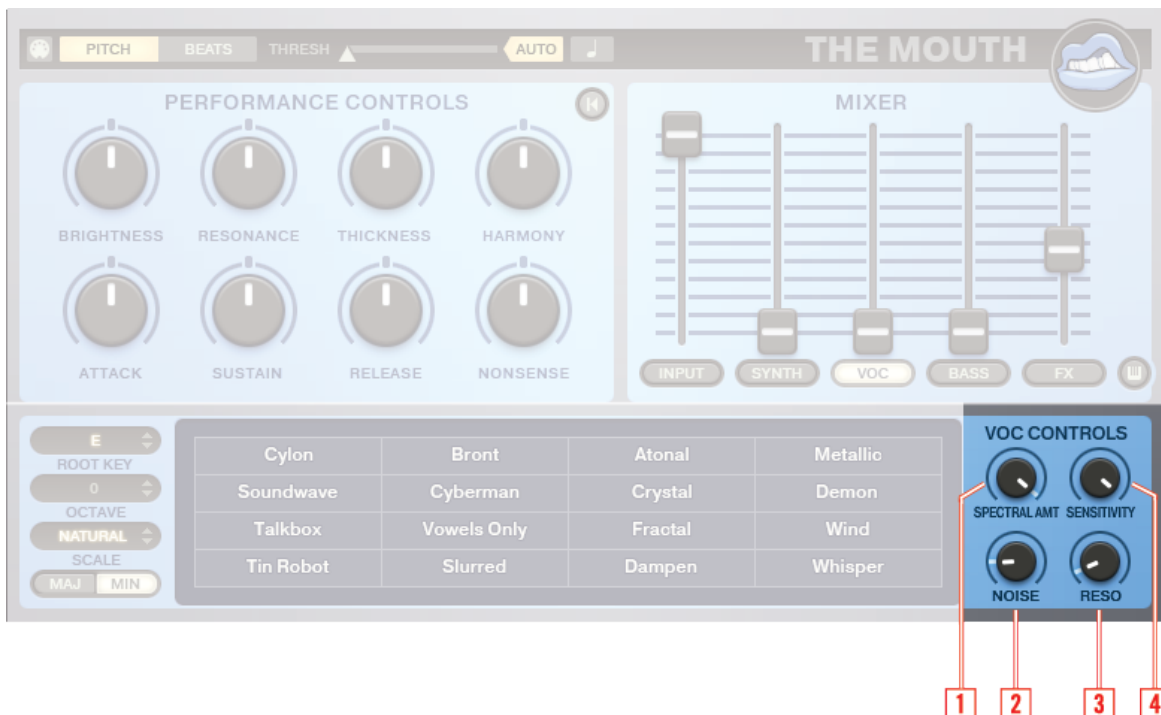 PITCH BEATS THRESH AUTO THE MOUTH
PERFORMANCE CONTROLS
BRIGHTNESS RESONANCE THICKNESS HARMONY
ATTACK SUSTAIN RELEASE NONSENSE
MIXER
INPUT SYNTH VOC BASS FX
E
ROOT KEY
0
OCTAVE
NATURAL
SCALE
MAJ MIN
Cylon Bront Atonal Metallic
Soundwave Cyberman Crystal Demon
Talkbox Vowels Only Fractal Wind
Tin Robot Slurred Dampen Whisper
VOC CONTROLS
SPECTRAL AMT SENSITIVITY
NOISE RESO
1 2 3 4